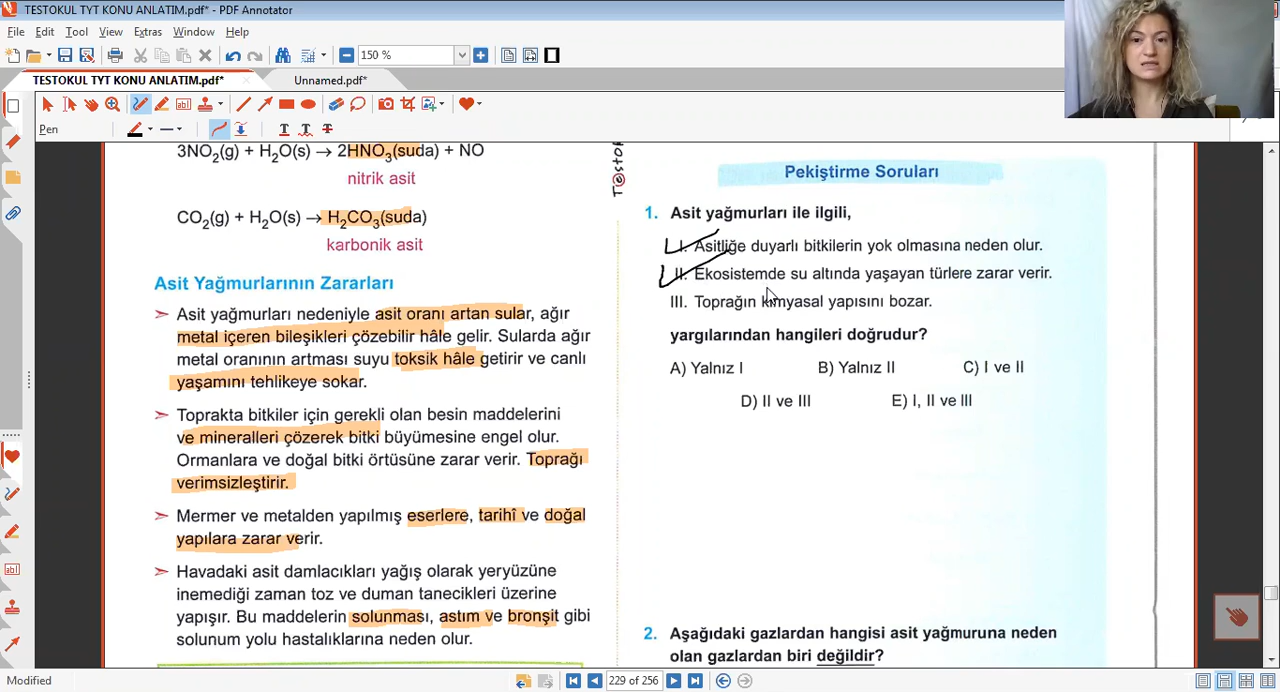 TESTOKUL TYT KONU ANLATIM.pdf* - PDF Annotator
File Edit Tool View Extras Window Help
150 %
TESTOKUL TYT KONU ANLATIM.pdf* Unnamed.pdf*
Pen
3NO₂(g) + H₂O(s) → 2HNO₃(suda) + NO
nitrik asit
CO₂(g) + H₂O(s) → H₂CO₃(suda)
karbonik asit
Asit Yağmurlarının Zararları
➢ Asit yağmurları nedeniyle asit oranı artan sular, ağır
metal içeren bileşikleri çözebilir hâle gelir. Sularda ağır
metal oranının artması suyu toksik hâle getirir ve canlı
yaşamını tehlikeye sokar.
➢ Toprakta bitkiler için gerekli olan besin maddelerini
ve mineralleri çözerek bitki büyümesine engel olur.
Ormanlara ve doğal bitki örtüsüne zarar verir. Toprağı
verimsizleştirir.
➢ Mermer ve metalden yapılmış eserlere, tarihî ve doğal
yapılara zarar verir.
➢ Havadaki asit damlacıkları yağış olarak yeryüzüne
inemediği zaman toz ve duman tanecikleri üzerine
yapışır. Bu maddelerin solunması, astım ve bronşit gibi
solunum yolu hastalıklarına neden olur.
Pekiştirme Soruları
1. Asit yağmurları ile ilgili,
I. Asitliğe duyarlı bitkilerin yok olmasına neden olur.
II. Ekosistemde su altında yaşayan türlere zarar verir.
III. Toprağın kimyasal yapısını bozar.
yargılarından hangileri doğrudur?
A) Yalnız I B) Yalnız II C) I ve II
D) II ve III E) I, II ve III
2. Aşağıdaki gazlardan hangisi asit yağmuruna neden
olan gazlardan biri değildir?
Modified
229 of 256